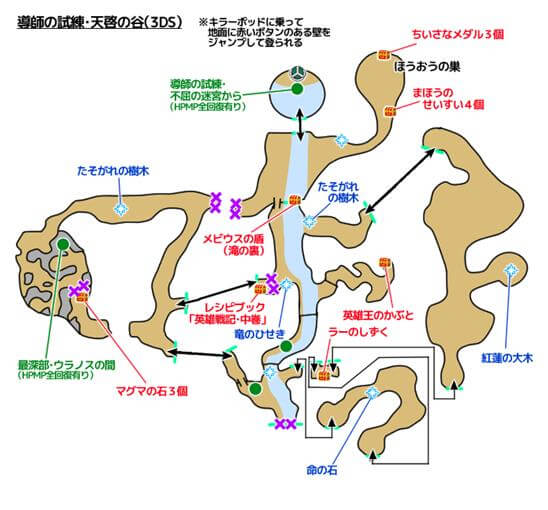 導師の試練・天啓の谷(3DS)
※キラーポッドに乗って
地面に赤いボタンのある壁を
ジャンプして登られる
ちいさなメダル3個
ほうおうの巣
導師の試練・
不屈の迷宮から
(HPMP全回復有り)
まほうの
せいすい4個
たそがれの樹木
たそがれ
の樹木
メビウスの盾
(滝の裏)
レシピブック
「英雄戦記・中巻」
竜のひせき
英雄王のかぶと
ラーのしずく
紅蓮の大木
最深部・ウラノスの間
(HPMP全回復有り)
マグマの石3個
命の石